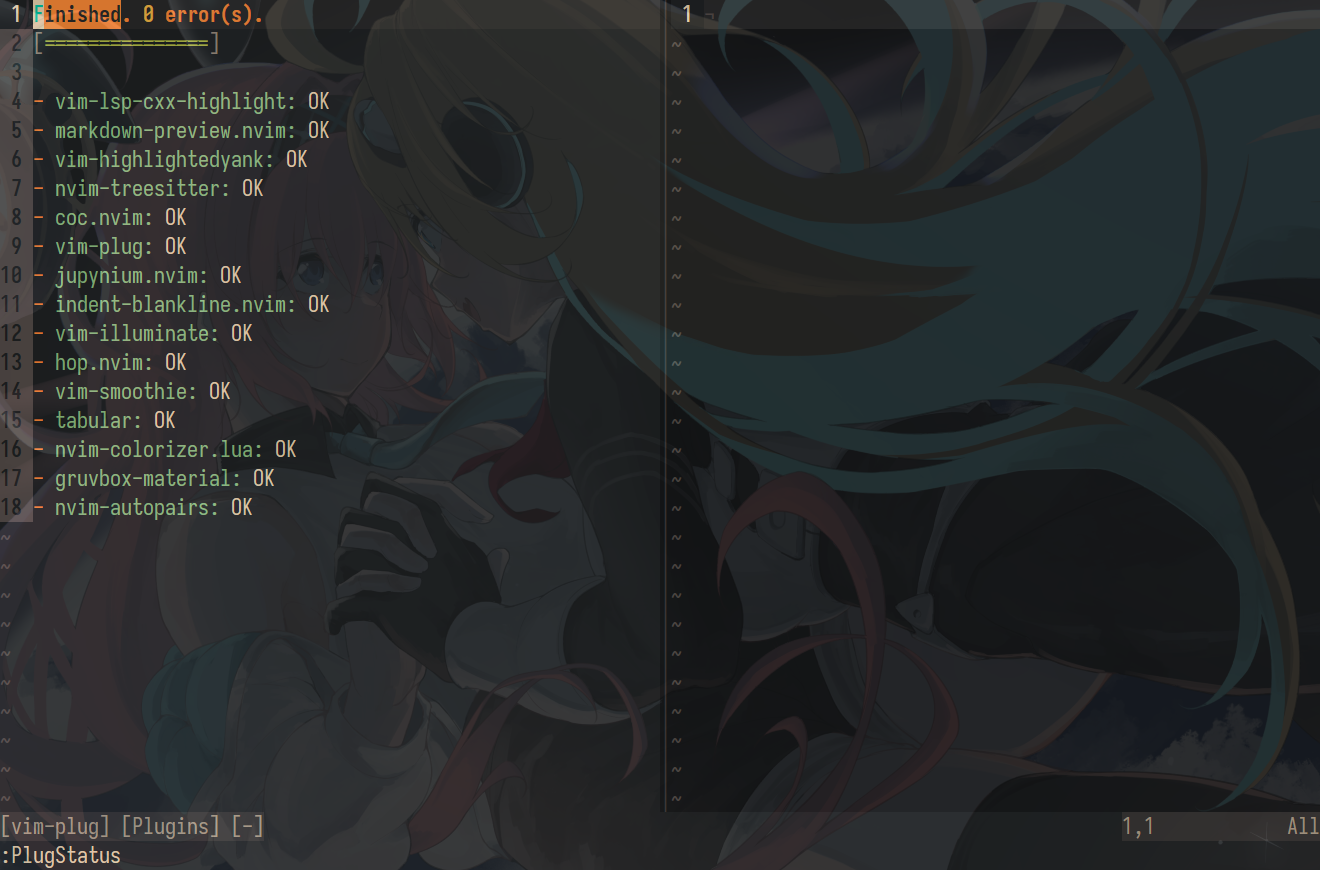 1 Finished. 0 error(s).
2 [===============]
3
4 - vim-lsp-cxx-highlight: OK
5 - markdown-preview.nvim: OK
6 - vim-highlightedyank: OK
7 - nvim-treesitter: OK
8 - coc.nvim: OK
9 - vim-plug: OK
10 - jupynium.nvim: OK
11 - indent-blankline.nvim: OK
12 - vim-illuminate: OK
13 - hop.nvim: OK
14 - vim-smoothie: OK
15 - tabular: OK
16 - nvim-colorizer.lua: OK
17 - gruvbox-material: OK
18 - nvim-autopairs: OK
1 ¬
[vim-plug] [Plugins] [-]
1,1 All
:PlugStatus